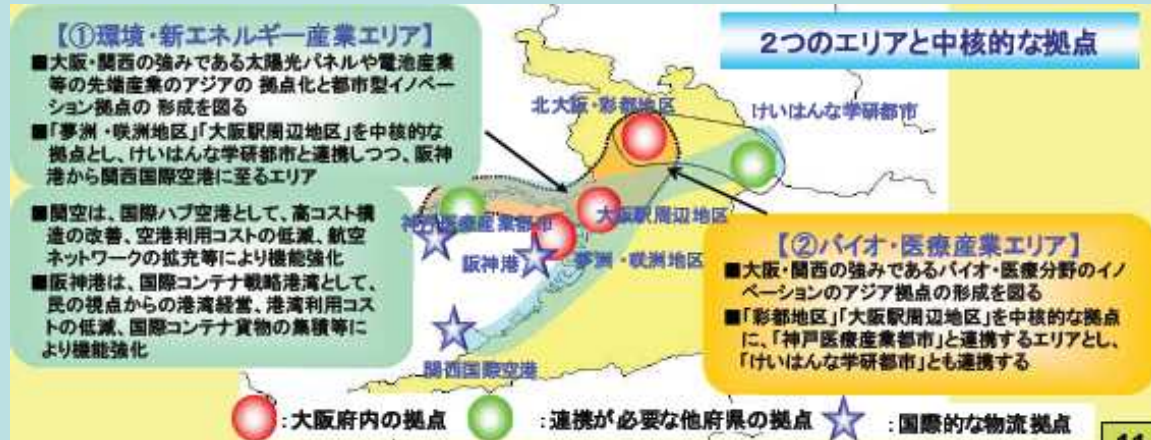 【①環境・新エネルギー産業エリア】
■大阪・関西の強みである太陽光パネルや電池産業
等の先端産業のアジアの 拠点化と都市型イノベー
ション拠点の 形成を図る
■「夢洲・咲洲地区」「大阪駅周辺地区」を中核的な
拠点とし、けいはんな学研都市と連携しつつ、阪神
港から関西国際空港に至るエリア
■関空は、国際ハブ空港として、高コスト構
造の改善、空港利用コストの低減、航空
ネットワークの拡充等により機能強化
■阪神港は、国際コンテナ戦略港湾として、
民の視点からの港湾経営、港湾利用コス
トの低減、国際コンテナ貨物の集積等に
より機能強化
2つのエリアと中核的な拠点
北大阪・彩都地区
けいはんな学研都市
神戸医療産業都市
大阪駅周辺地区
阪神港
夢洲・咲洲地区
関西国際空港
【②バイオ・医療産業エリア】
■大阪・関西の強みであるバイオ・医療分野のイノ
ベーションのアジア拠点の形成を図る
■「彩都地区」「大阪駅周辺地区」を中核的な拠点
に、「神戸医療産業都市」と連携するエリアとし、
「けいはんな学研都市」とも連携する
:大阪府内の拠点
:連携が必要な他府県の拠点
:国際的な物流拠点